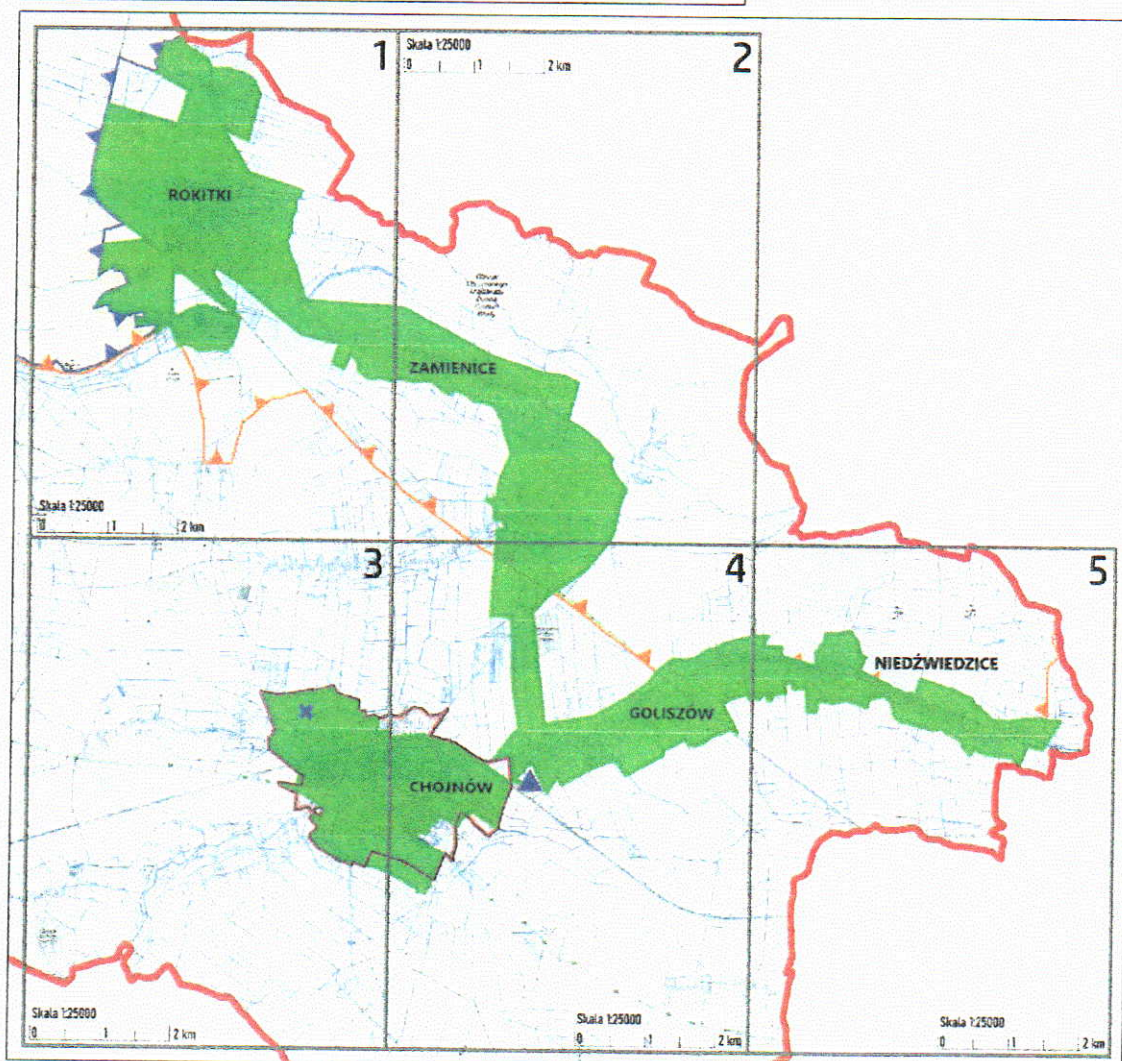 1
Skala 1:25000
0 1 2 km
2
ROKITKI
ZAMIENICE
Skala 1:25000
0 1 2 km
3
4
5
NIEDŹWIEDZICE
GOLISZÓW
CHOJNÓW
Skala 1:25000
0 1 2 km
Skala 1:25000
0 1 2 km
Skala 1:25000
0 1 2 km